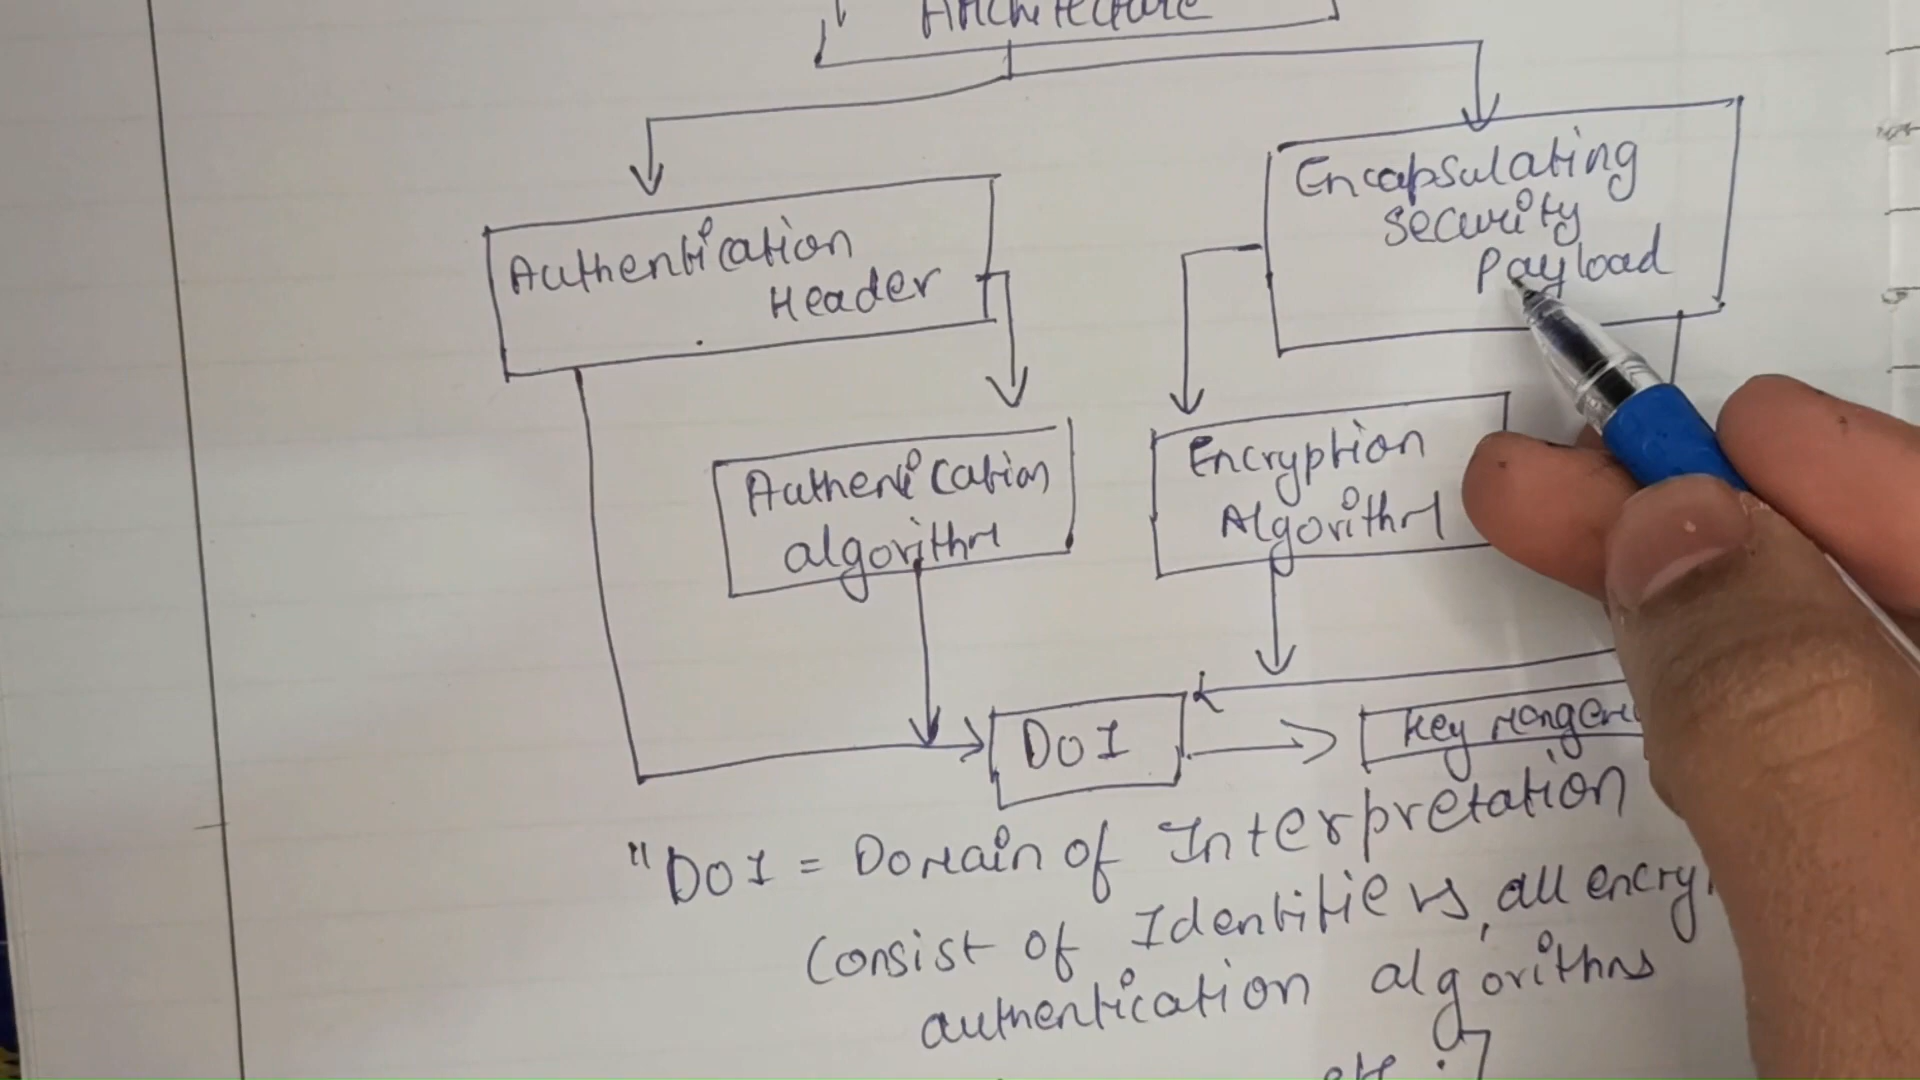 Architecture
Encapsulating
security
Payload
Authentication
Header
Authentication
algorithm
Encryption
Algorithm
DOI
Key
"DOI = Domain of Interpretation
Consist of Identifiers, all
authentication algorithms
etc.